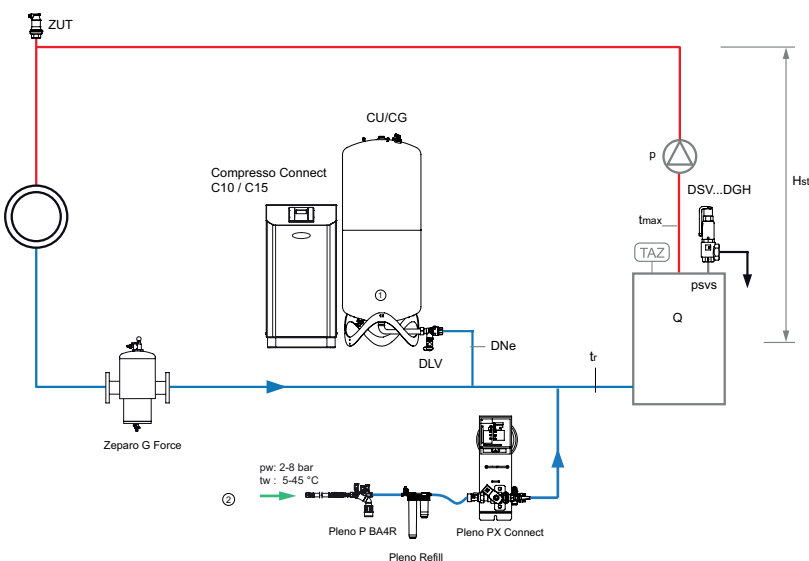 ZUT
CU/CG
Compresso Connect
C10 / C15
p
DSV...DGH
Hst
tmax
TAZ
psvs
1
Q
DNe
DLV
tr
Zeparo G Force
pw: 2-8 bar
tw : 5-45 °C
2
Pleno P BA4R
Pleno PX Connect
Pleno Refill